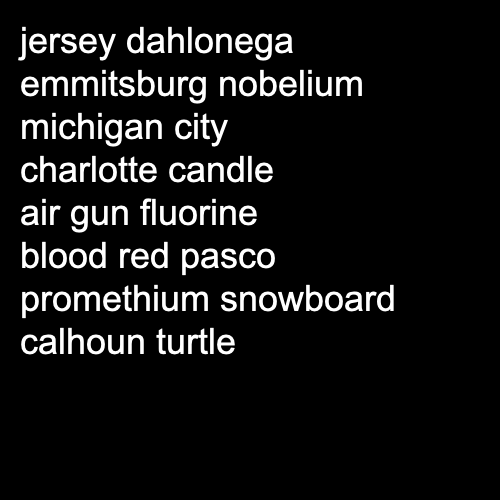 jersey dahlonega
emmitsburg nobelium
michigan city
charlotte candle
air gun fluorine
blood red pasco
promethium snowboard
calhoun turtle